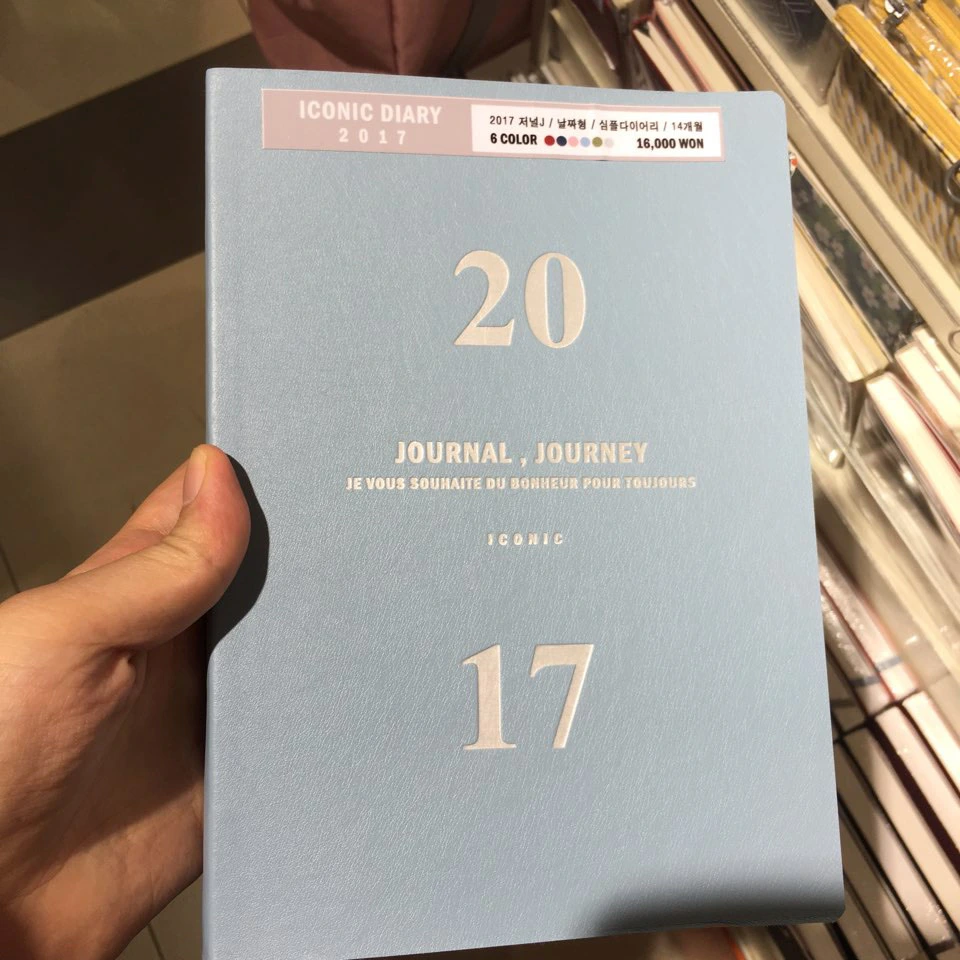 ICONIC DIARY
2017
2017 저널J / 날짜형 / 심플다이어리 / 14개월
6 COLOR 16,000 WON
20
JOURNAL , JOURNEY
JE VOUS SOUHAITE DU BONHEUR POUR TOUJOURS
ICONIC
17